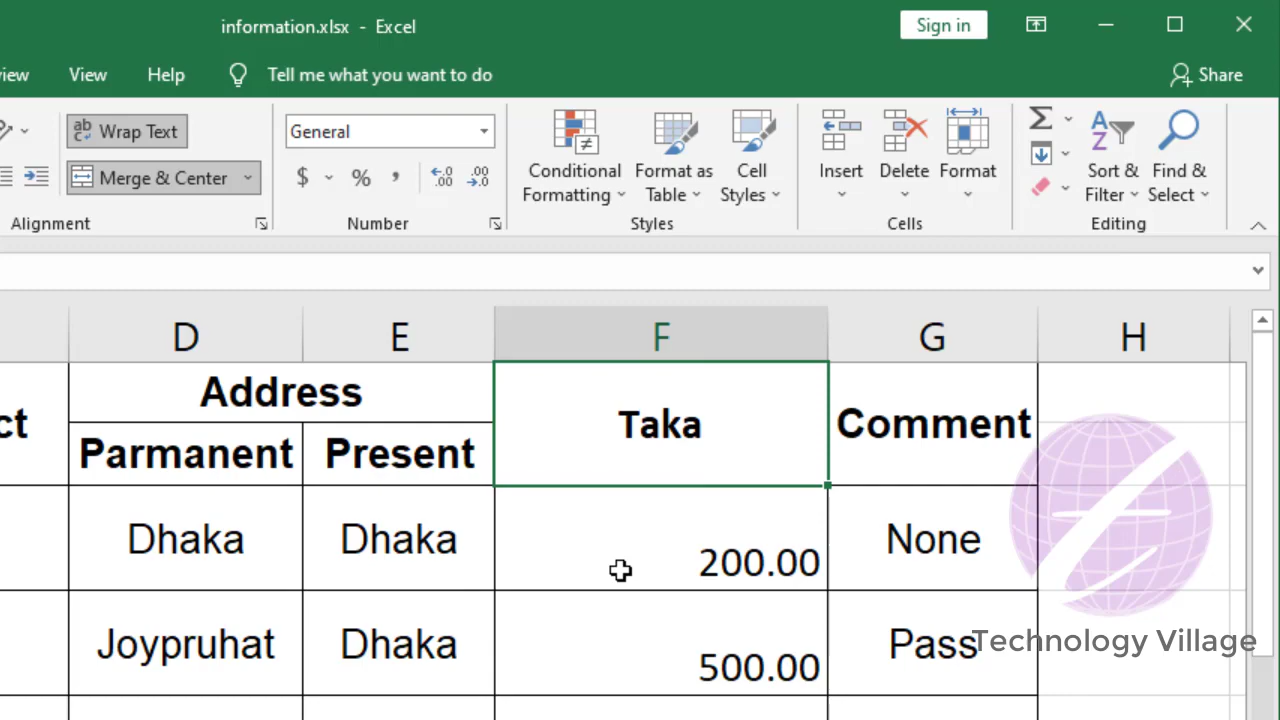 information.xlsx - Excel
Sign in
View Help Tell me what you want to do Share
Wrap Text General
Merge & Center $ % , .00 .00
Conditional Formatting
Format as Table
Cell Styles
Insert Delete Format
Sort & Filter
Find & Select
Alignment Number Styles Cells Editing
D E F G H
Address Taka Comment
Parmanent Present
Dhaka Dhaka 200.00 None
Joypruhat Dhaka 500.00 Pass
Technology Village